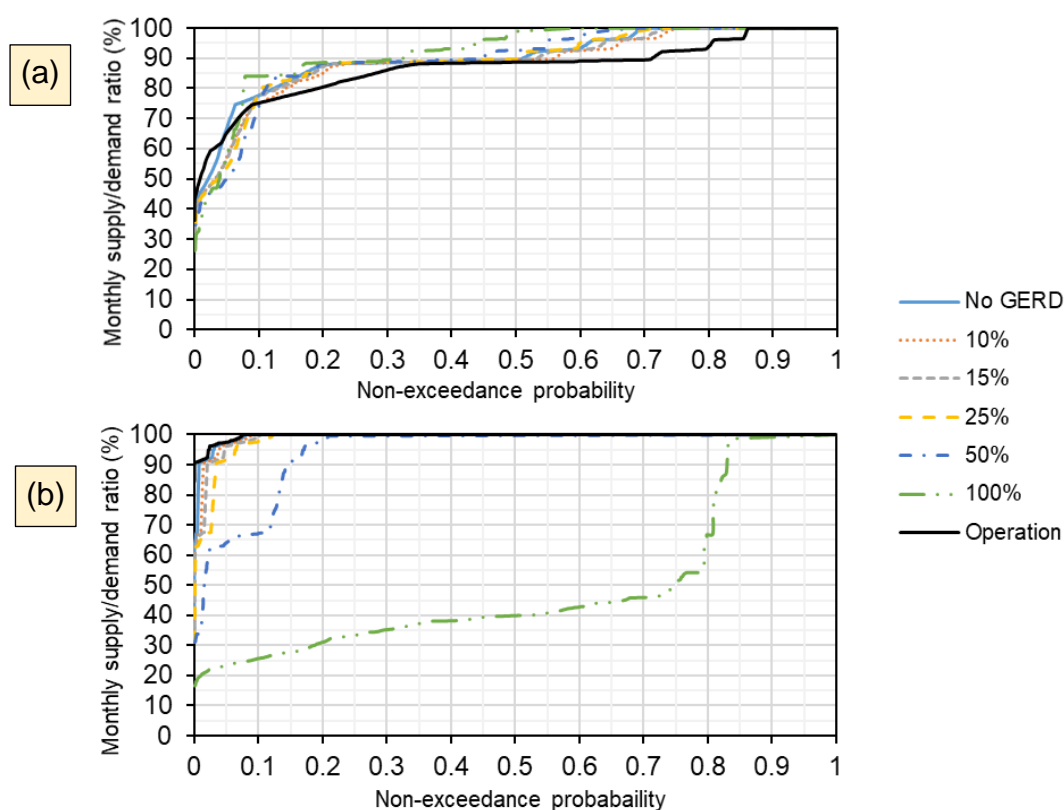 (a)
Monthly supply/demand ratio (%)
100
90
80
70
60
50
40
30
20
10
0
0 0.1 0.2 0.3 0.4 0.5 0.6 0.7 0.8 0.9 1
Non-exceedance probability
(b)
Monthly supply/demand ratio (%)
100
90
80
70
60
50
40
30
20
10
0
0 0.1 0.2 0.3 0.4 0.5 0.6 0.7 0.8 0.9 1
Non-exceedance probabaility
No GERD
10%
15%
25%
50%
100%
Operation